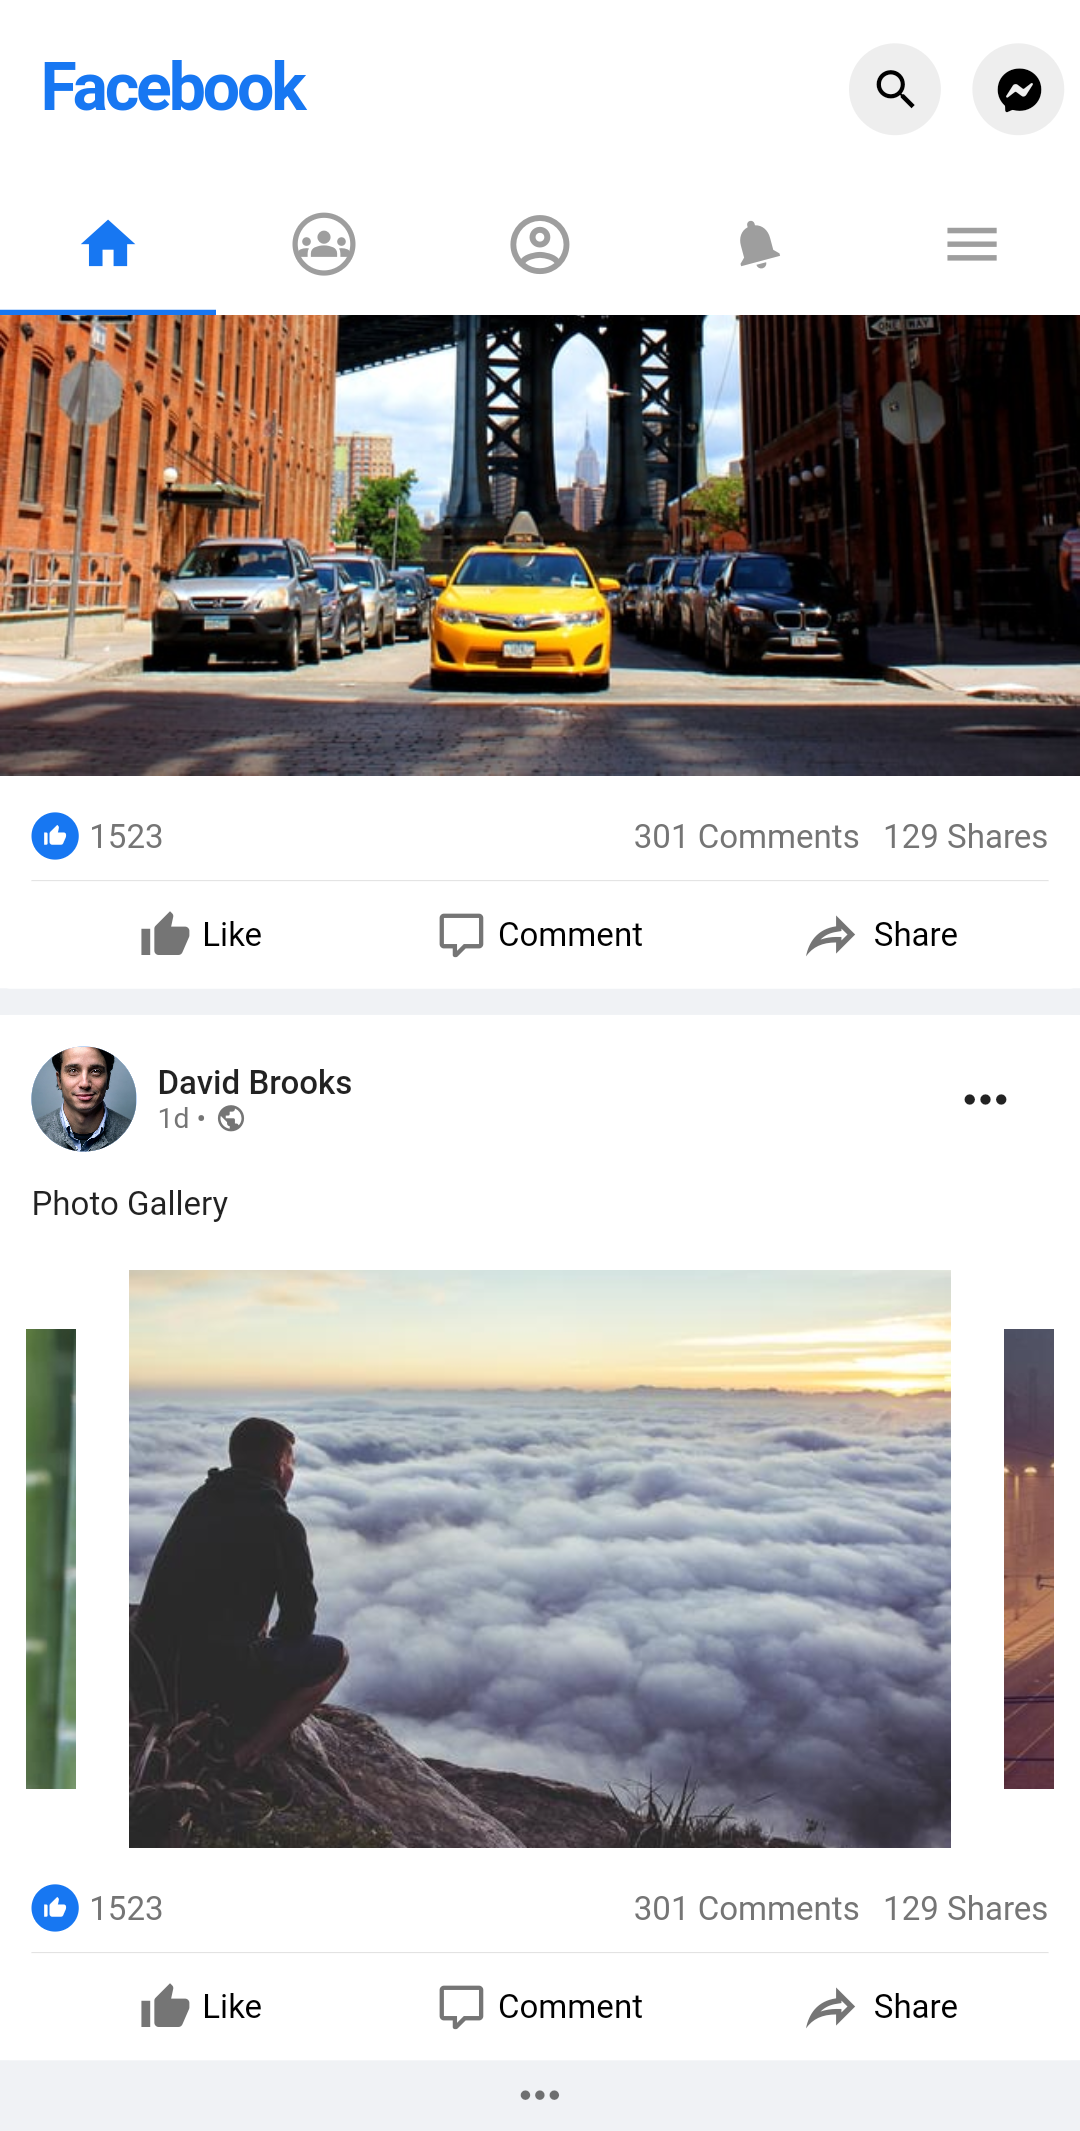 Facebook
ONE WAY
1523
301 Comments 129 Shares
Like
Comment
Share
David Brooks
1d •
Photo Gallery
1523
301 Comments 129 Shares
Like
Comment
Share